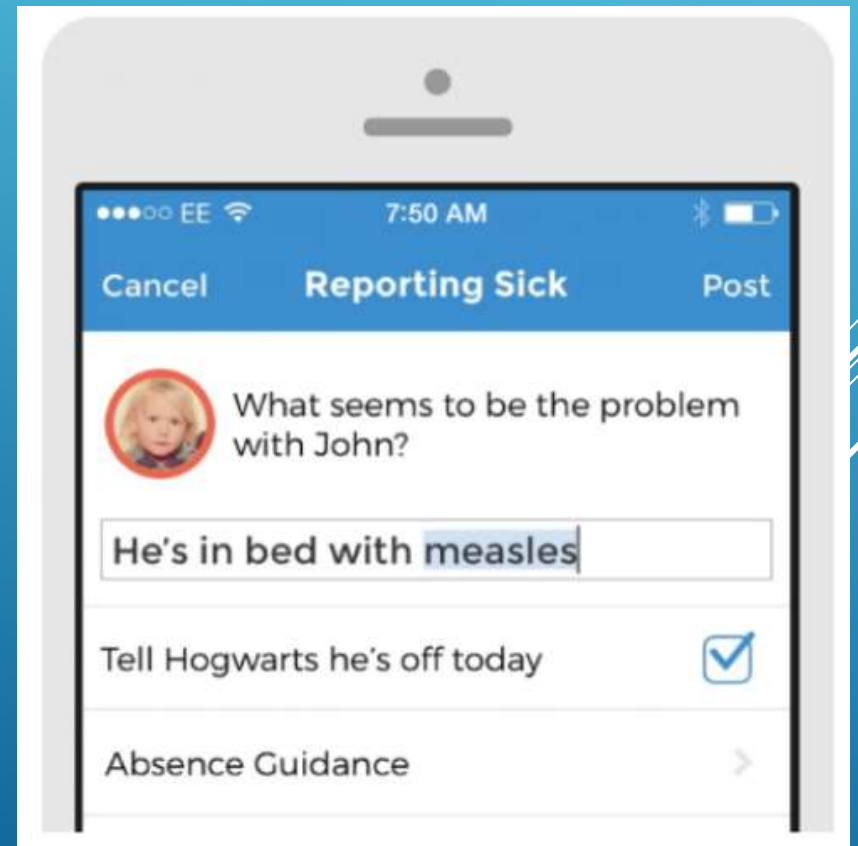 EE 7:50 AM
Cancel Reporting Sick Post
What seems to be the problem
with John?
He's in bed with measles
Tell Hogwarts he's off today
Absence Guidance